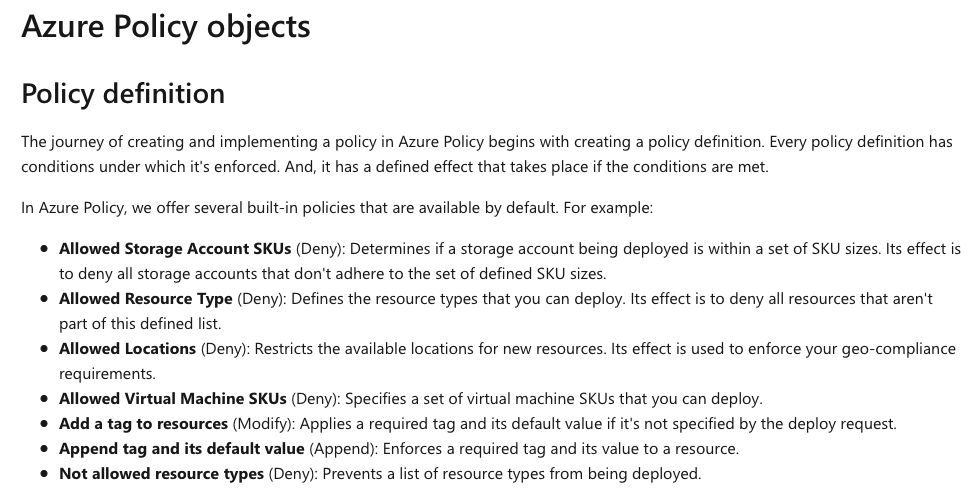 Azure Policy objects
Policy definition
The journey of creating and implementing a policy in Azure Policy begins with creating a policy definition. Every policy definition has
conditions under which it's enforced. And, it has a defined effect that takes place if the conditions are met.
In Azure Policy, we offer several built-in policies that are available by default. For example:
• Allowed Storage Account SKUs (Deny): Determines if a storage account being deployed is within a set of SKU sizes. Its effect is
to deny all storage accounts that don't adhere to the set of defined SKU sizes.
• Allowed Resource Type (Deny): Defines the resource types that you can deploy. Its effect is to deny all resources that aren't
part of this defined list.
• Allowed Locations (Deny): Restricts the available locations for new resources. Its effect is used to enforce your geo-compliance
requirements.
• Allowed Virtual Machine SKUs (Deny): Specifies a set of virtual machine SKUs that you can deploy.
• Add a tag to resources (Modify): Applies a required tag and its default value if it's not specified by the deploy request.
• Append tag and its default value (Append): Enforces a required tag and its value to a resource.
• Not allowed resource types (Deny): Prevents a list of resource types from being deployed.